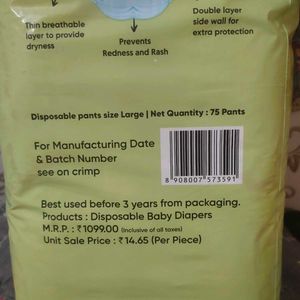 Thin breathable
layer to provide
dryness
Prevents
Redness and Rash
Double layer
side wall for
extra protection
Disposable pants size Large | Net Quantity : 75 Pants
For Manufacturing Date
& Batch Number
see on crimp
8 908007 573591
Best used before 3 years from packaging.
Products : Disposable Baby Diapers
M.R.P. : ₹ 1099.00 (Inclusive of all taxes)
Unit Sale Price : ₹ 14.65 (Per Piece)